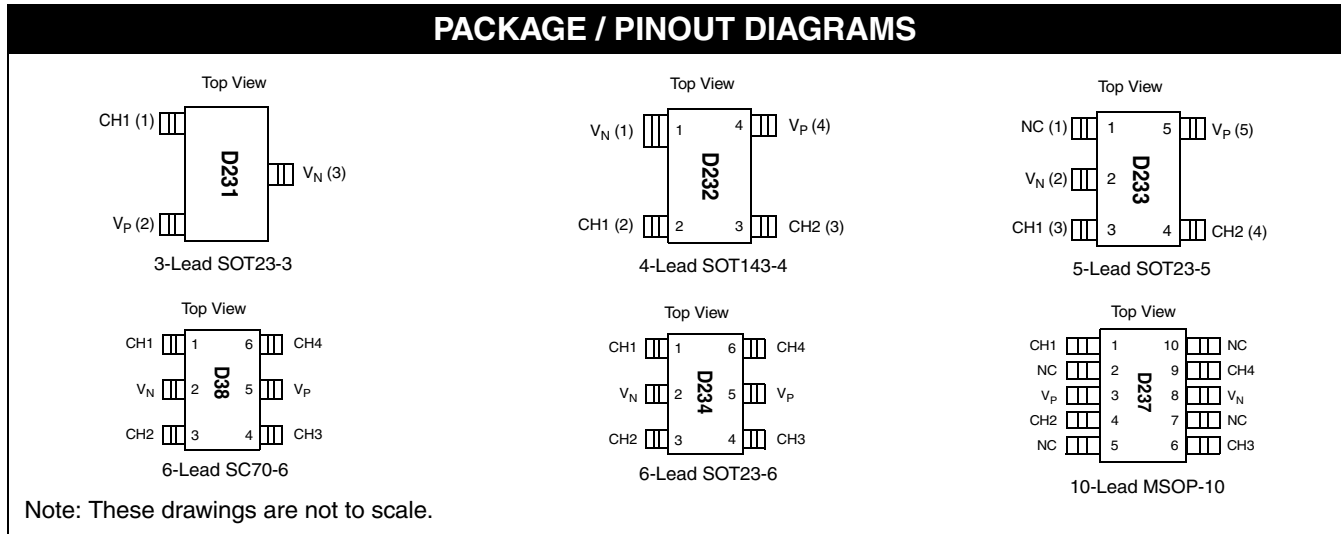 PACKAGE / PINOUT DIAGRAMS
Top View
CH1 (1)
V_P (2)
D231
V_N (3)
3-Lead SOT23-3
Top View
V_N (1) 1 4 V_P (4)
D232
CH1 (2) 2 3 CH2 (3)
4-Lead SOT143-4
Top View
NC (1) 1 5 V_P (5)
V_N (2) 2
D233
CH1 (3) 3 4 CH2 (4)
5-Lead SOT23-5
Top View
CH1 1 6 CH4
V_N 2 D38 5 V_P
CH2 3 4 CH3
6-Lead SC70-6
Top View
CH1 1 6 CH4
V_N 2 D234 5 V_P
CH2 3 4 CH3
6-Lead SOT23-6
Top View
CH1 1 10 NC
NC 2 9 CH4
V_P 3 D237 8 V_N
CH2 4 7 NC
NC 5 6 CH3
10-Lead MSOP-10
Note: These drawings are not to scale.